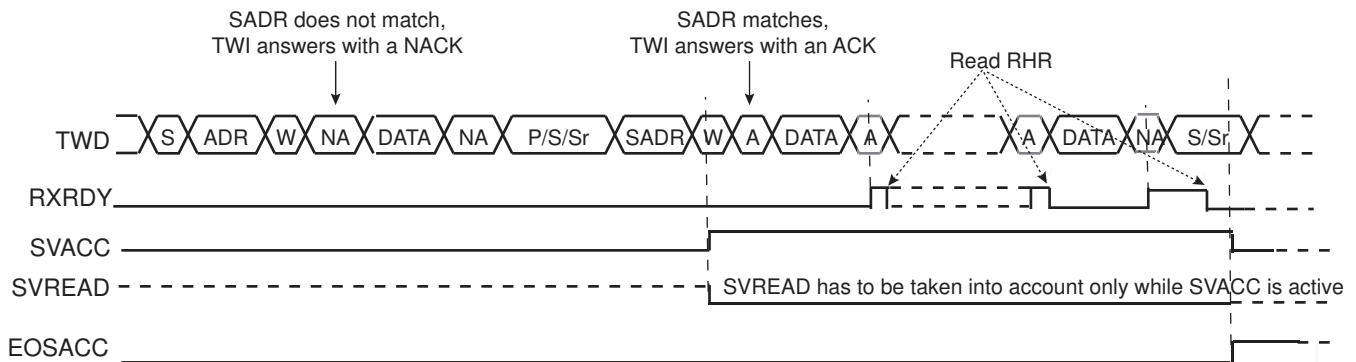 SADR does not match,
TWI answers with a NACK
SADR matches,
TWI answers with an ACK
Read RHR
TWD S ADR W NA DATA NA P/S/Sr SADR W A DATA A A DATA NA S/Sr
RXRDY
SVACC
SVREAD SVREAD has to be taken into account only while SVACC is active
EOSACC